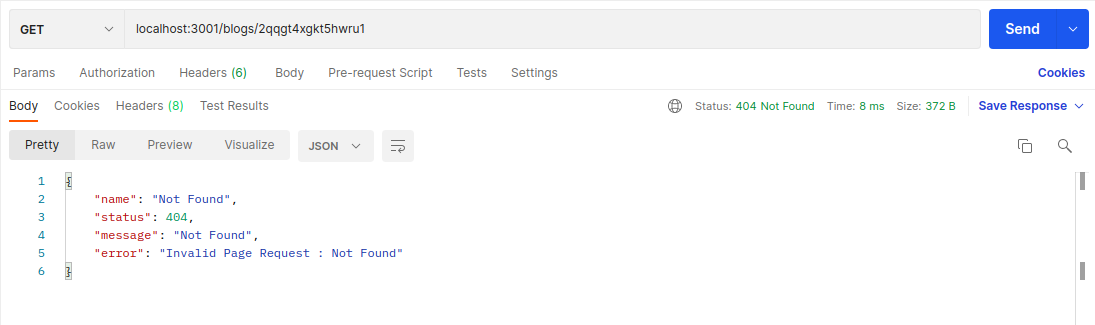 GET localhost:3001/blogs/2qqgt4xgkt5hwru1 Send
Params Authorization Headers (6) Body Pre-request Script Tests Settings Cookies
Body Cookies Headers (8) Test Results Status: 404 Not Found Time: 8 ms Size: 372 B Save Response
Pretty Raw Preview Visualize JSON
1 {
2 "name": "Not Found",
3 "status": 404,
4 "message": "Not Found",
5 "error": "Invalid Page Request : Not Found"
6 }